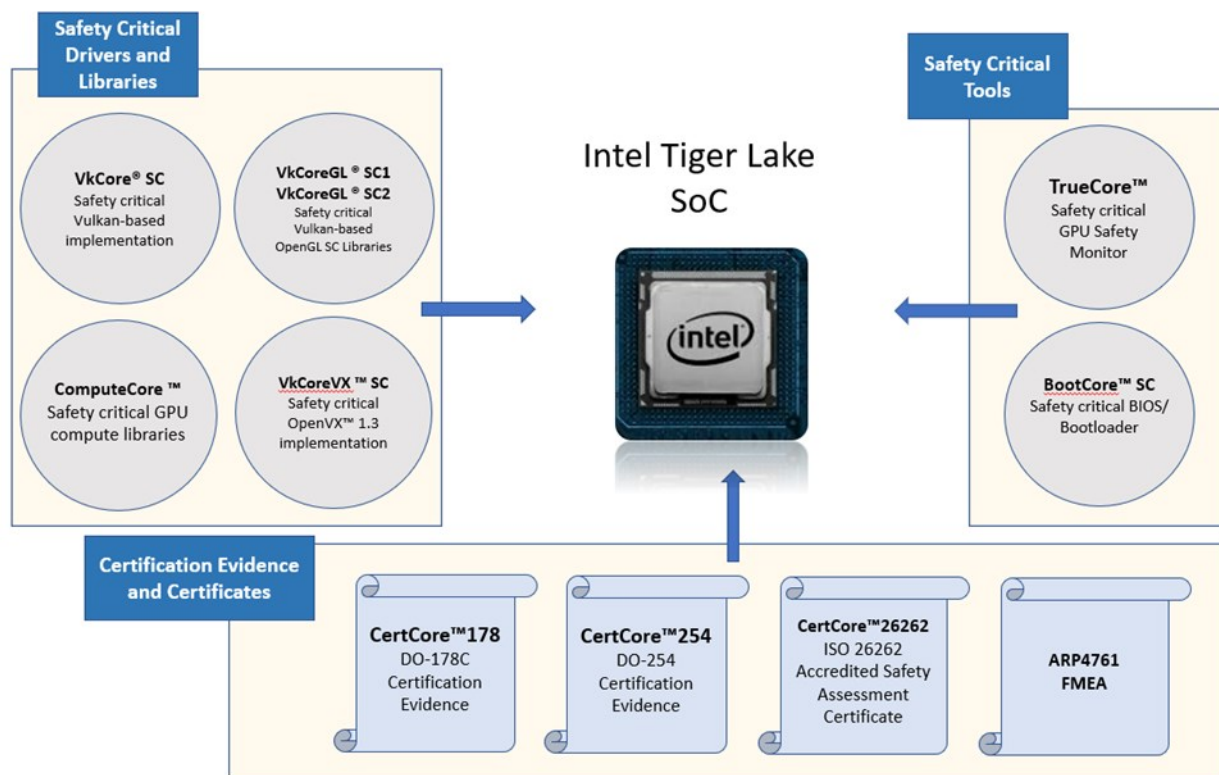 Safety Critical
Drivers and
Libraries
VkCore® SC
Safety critical
Vulkan-based
implementation
VkCoreGL ® SC1
VkCoreGL ® SC2
Safety critical
Vulkan-based
OpenGL SC Libraries
ComputeCore ™
Safety critical GPU
compute libraries
VkCoreVX ™ SC
Safety critical
OpenVX™ 1.3
implementation
Intel Tiger Lake
SoC
intel
Safety Critical
Tools
TrueCore™
Safety critical
GPU Safety
Monitor
BootCore™ SC
Safety critical BIOS/
Bootloader
Certification Evidence
and Certificates
CertCore™178
DO-178C
Certification
Evidence
CertCore™254
DO-254
Certification
Evidence
CertCore™26262
ISO 26262
Accredited Safety
Assessment
Certificate
ARP4761
FMEA